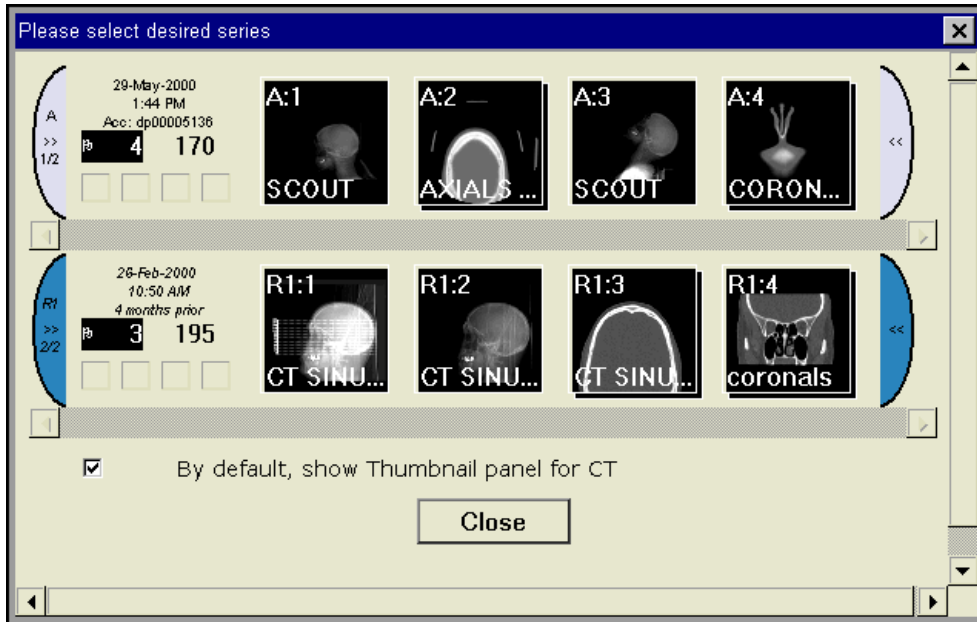 Please select desired series
A
>>
1/2
29-May-2000
1:44 PM
Acc: dp00005136
4 170
A:1
SCOUT
A:2
AXIALS ...
A:3
SCOUT
A:4
CORON...
<<
R1
>>
2/2
26-Feb-2000
10:50 AM
4 months prior
3 195
R1:1
CT SINU...
R1:2
CT SINU...
R1:3
CT SINU...
R1:4
coronals
<<
By default, show Thumbnail panel for CT
Close